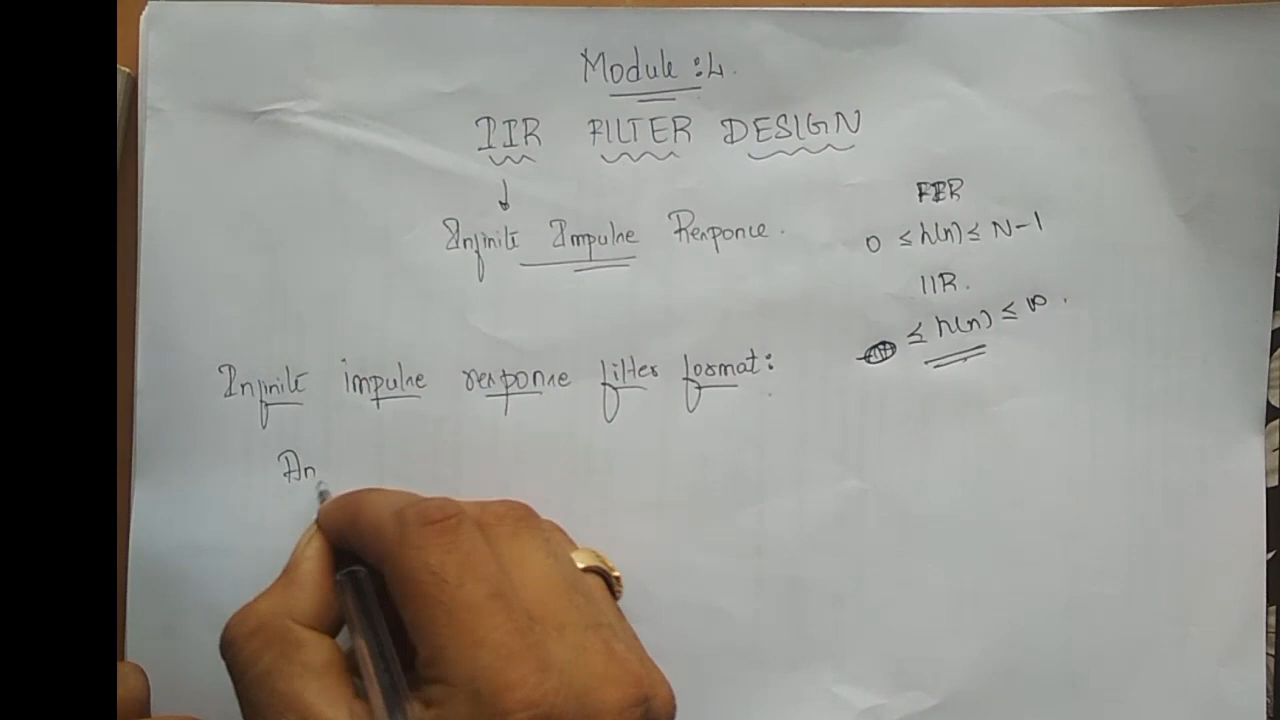 Module :4.
IIR FILTER DESIGN
↓
Infinite Impulse Responce.
FIR
0 ≤ h(n) ≤ N-1
IIR.
≤ h(n) ≤ ∞.
Infinite impulse response filter format:
An